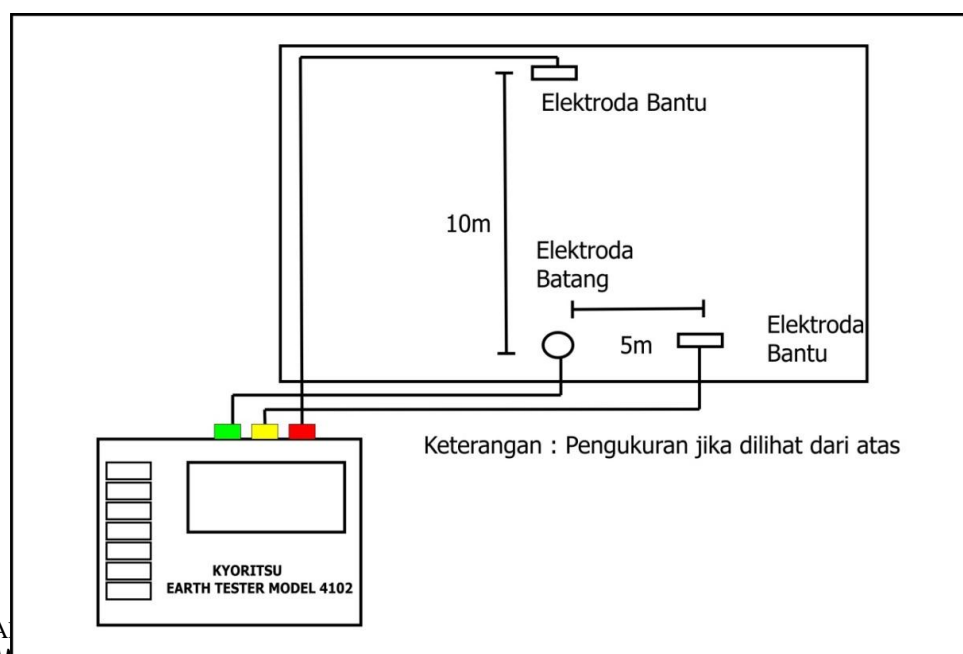 Elektroda Bantu
10m
Elektroda
Batang
5m
Elektroda
Bantu
Keterangan : Pengukuran jika dilihat dari atas
KYORITSU
EARTH TESTER MODEL 4102